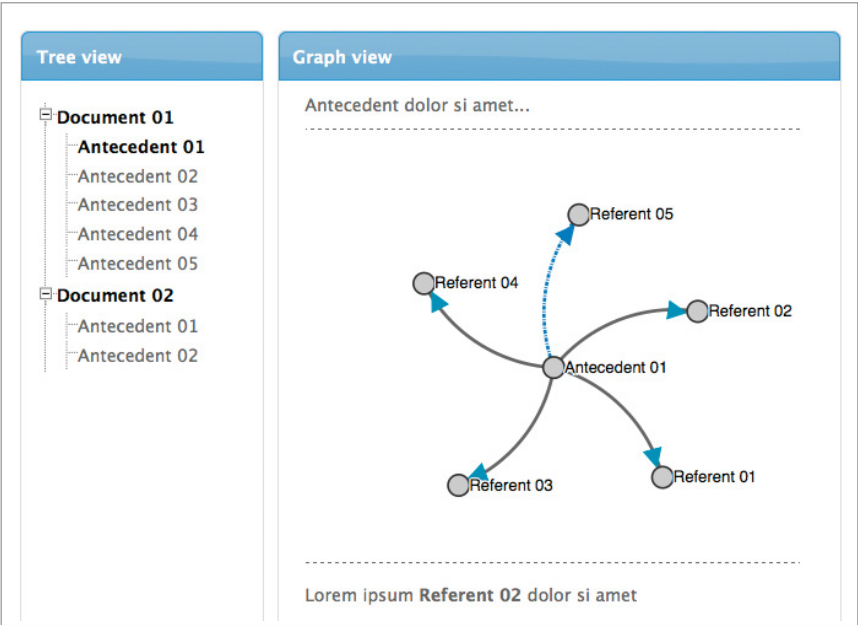 Tree view
Document 01
Antecedent 01
Antecedent 02
Antecedent 03
Antecedent 04
Antecedent 05
Document 02
Antecedent 01
Antecedent 02
Graph view
Antecedent dolor si amet...
Referent 05
Referent 04
Referent 02
Antecedent 01
Referent 01
Referent 03
Lorem ipsum Referent 02 dolor si amet